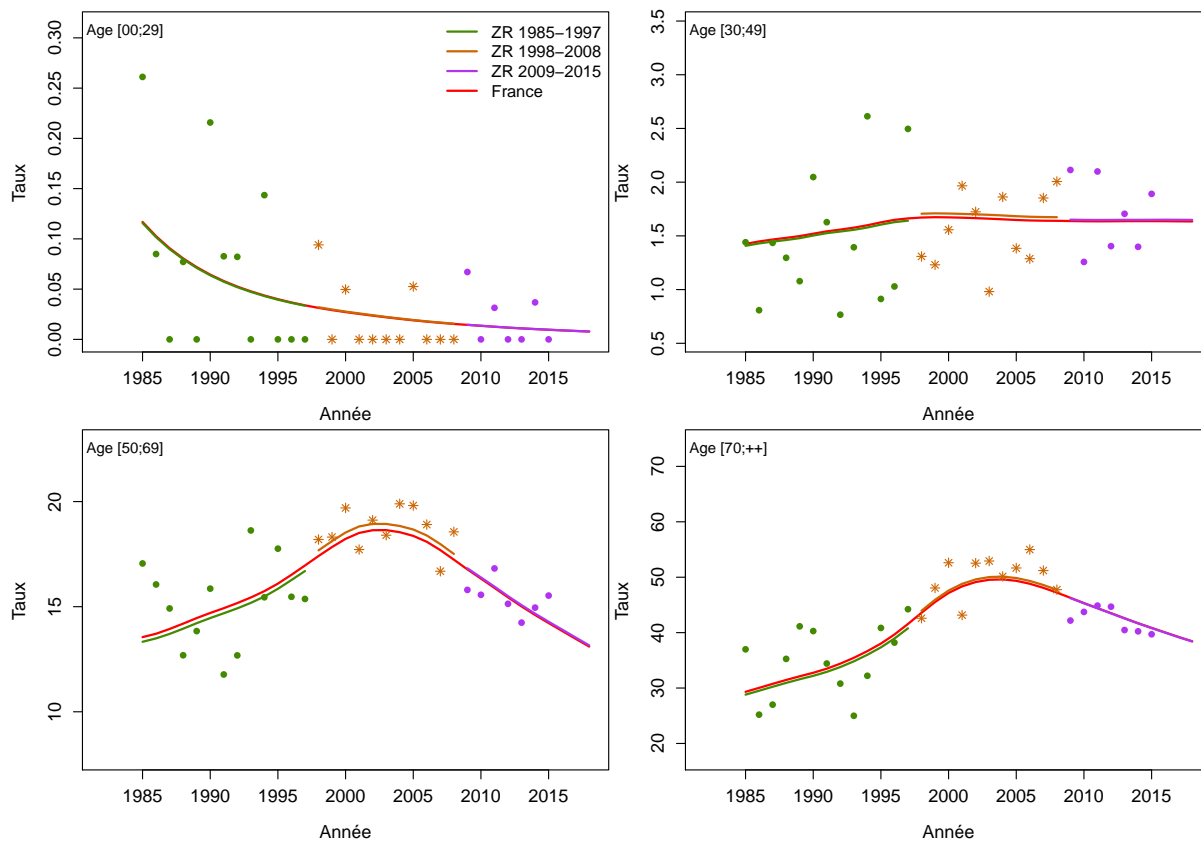 Age [00;29]
ZR 1985−1997
ZR 1998−2008
ZR 2009−2015
France
Taux
0.30
0.25
0.20
0.15
0.10
0.05
0.00
1985 1990 1995 2000 2005 2010 2015
Année
Age [30;49]
Taux
3.5
3.0
2.5
2.0
1.5
1.0
0.5
1985 1990 1995 2000 2005 2010 2015
Année
Age [50;69]
Taux
20
15
10
1985 1990 1995 2000 2005 2010 2015
Année
Age [70;++]
Taux
70
60
50
40
30
20
1985 1990 1995 2000 2005 2010 2015
Année